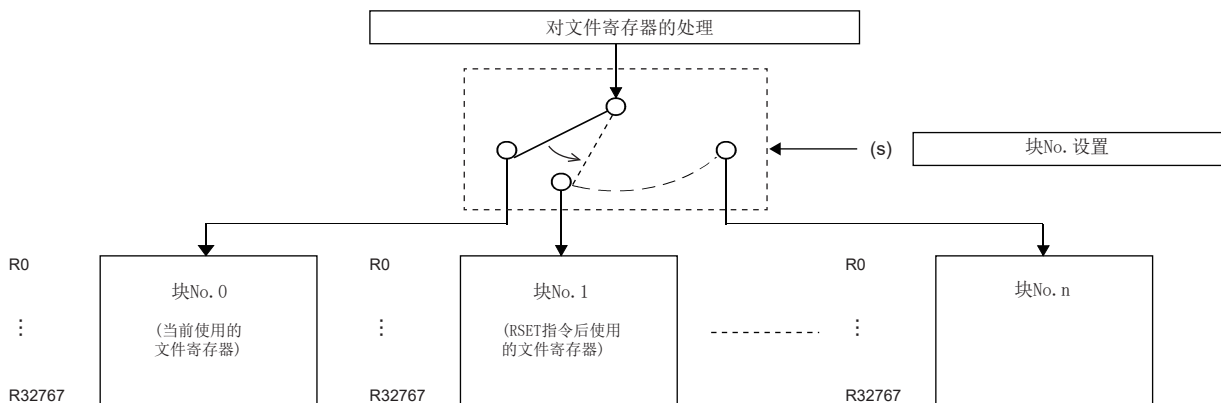 对文件寄存器的处理
(s)
块No.设置
R0
块No.0
(当前使用的
文件寄存器)
⋮
R32767
R0
块No.1
(RSET指令后使用
的文件寄存器)
⋮
R32767
R0
块No.n
⋮
R32767